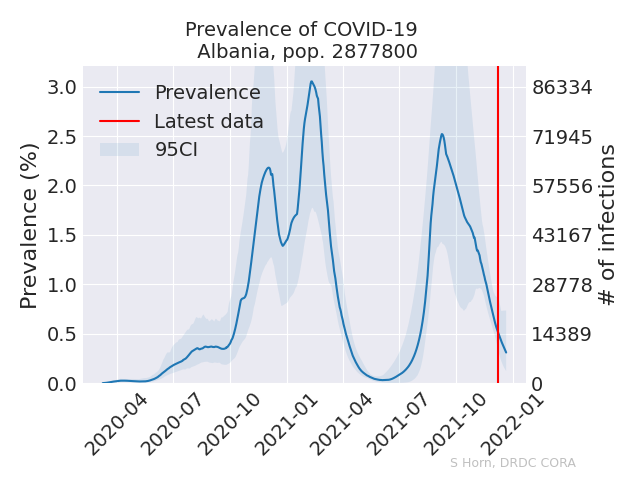 Prevalence of COVID-19
Albania, pop. 2877800
Prevalence
Latest data
95CI
Prevalence (%)
3.0
2.5
2.0
1.5
1.0
0.5
0.0
86334
71945
57556
43167
28778
14389
0
# of infections
2020-04
2020-07
2020-10
2021-01
2021-04
2021-07
2021-10
2022-01
S Horn, DRDC CORA